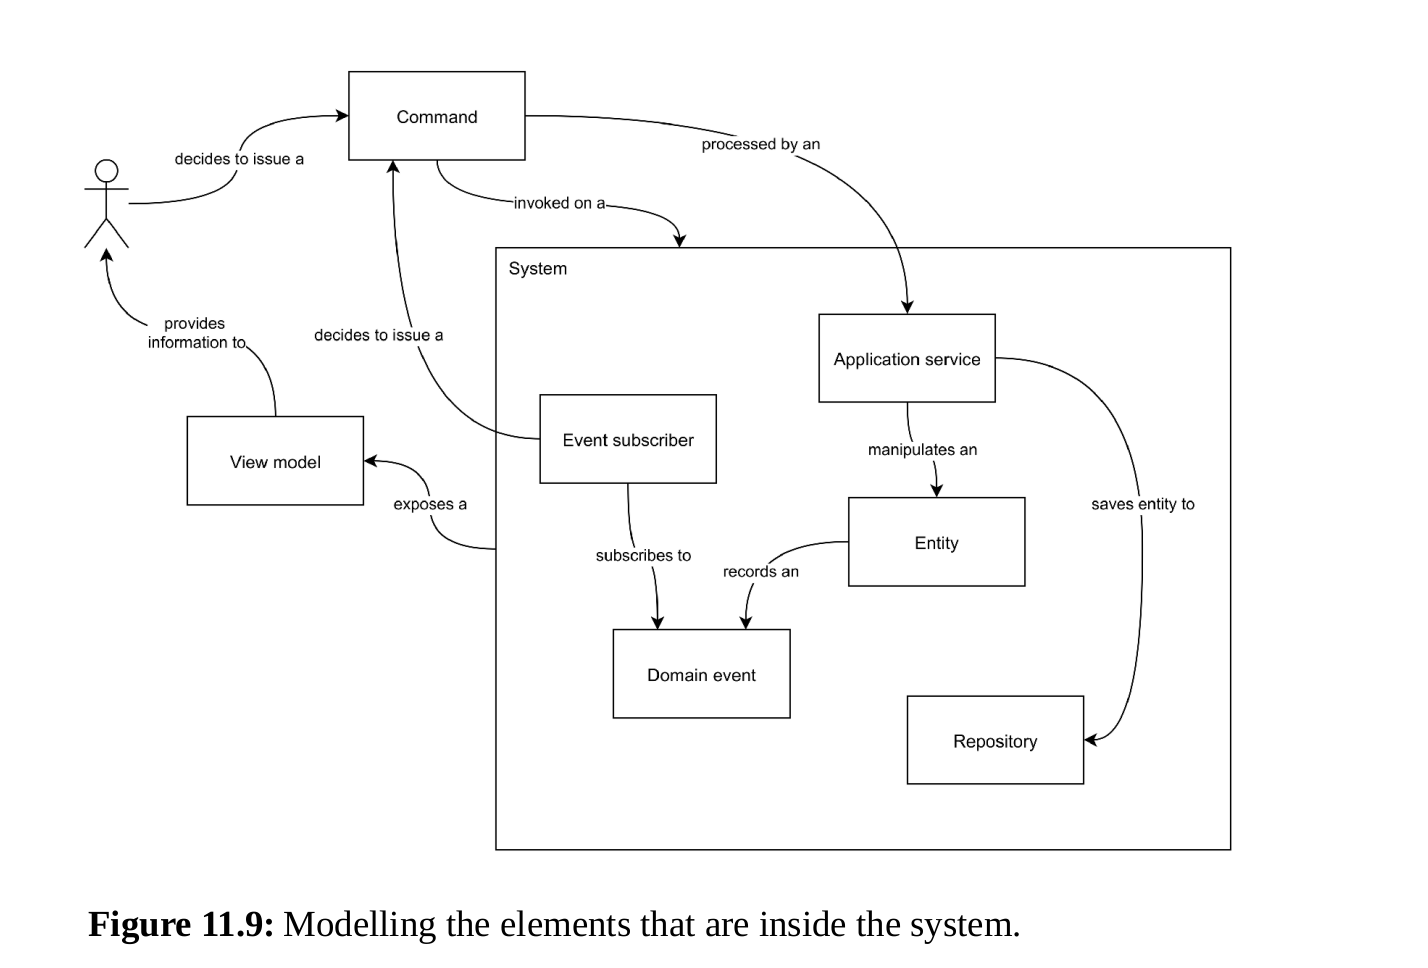 Command
processed by an
decides to issue a
invoked on a
System
provides
information to
decides to issue a
Application service
Event subscriber
manipulates an
View model
exposes a
saves entity to
Entity
subscribes to
records an
Domain event
Repository
Figure 11.9: Modelling the elements that are inside the system.